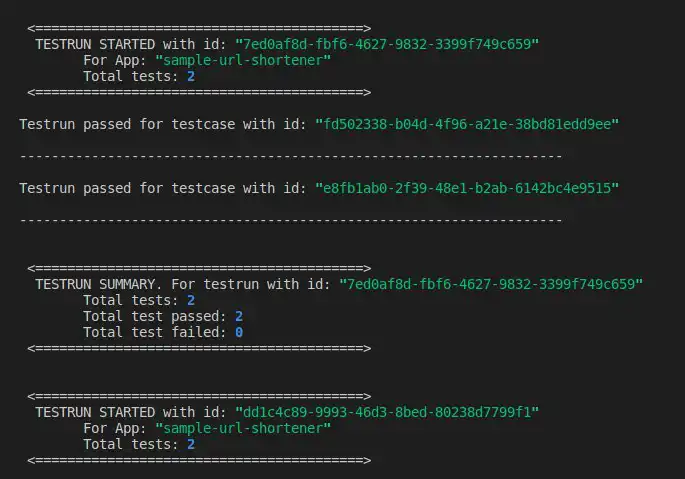 <=========================================>
TESTRUN STARTED with id: "7ed0af8d-fbf6-4627-9832-3399f749c659"
For App: "sample-url-shortener"
Total tests: 2
<=========================================>
Testrun passed for testcase with id: "fd502338-b04d-4f96-a21e-38bd81edd9ee"
--------------------------------------------------------------------
Testrun passed for testcase with id: "e8fb1ab0-2f39-48e1-b2ab-6142bc4e9515"
--------------------------------------------------------------------
<=========================================>
TESTRUN SUMMARY. For testrun with id: "7ed0af8d-fbf6-4627-9832-3399f749c659"
Total tests: 2
Total test passed: 2
Total test failed: 0
<=========================================>
<=========================================>
TESTRUN STARTED with id: "dd1c4c89-9993-46d3-8bed-80238d7799f1"
For App: "sample-url-shortener"
Total tests: 2
<=========================================>